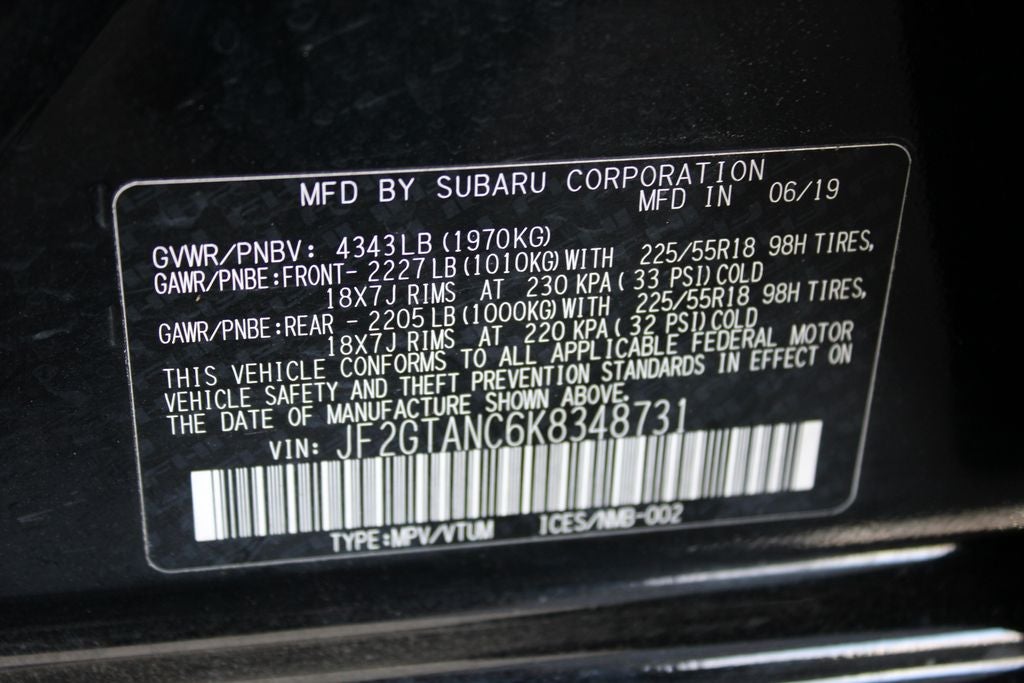 MFD BY SUBARU CORPORATION
MFD IN 06/19
GVWR/PNBV: 4343LB(1970KG)
GAWR/PNBE:FRONT- 2227LB(1010KG)WITH 225/55R18 98H TIRES,
18X7J RIMS AT 230 KPA( 33 PSI)COLD
GAWR/PNBE:REAR - 2205LB(1000KG)WITH 225/55R18 98H TIRES,
18X7J RIMS AT 220 KPA( 32 PSI)COLD
THIS VEHICLE CONFORMS TO ALL APPLICABLE FEDERAL MOTOR
VEHICLE SAFETY AND THEFT PREVENTION STANDARDS IN EFFECT ON
THE DATE OF MANUFACTURE SHOWN ABOVE.
VIN: JF2GTANC6K8348731
TYPE:MPV/VTUM ICES/NMB-002